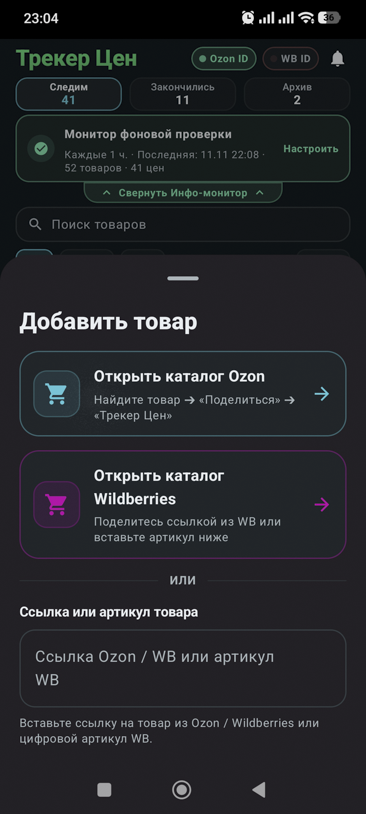 23:04
36
Трекер Цен
Ozon ID
WB ID
Следим
41
Закончились
11
Архив
2
Монитор фоновой проверки
Каждые 1 ч. · Последняя: 11.11 22:08 ·
52 товаров · 41 цен
Настроить
Свернуть Инфо-монитор
Поиск товаров
Добавить товар
Открыть каталог Ozon
Найдите товар → «Поделиться» →
«Трекер Цен»
Открыть каталог
Wildberries
Поделитесь ссылкой из WB или
вставьте артикул ниже
ИЛИ
Ссылка или артикул товара
Ссылка Ozon / WB или артикул
WB
Вставьте ссылку на товар из Ozon / Wildberries или
цифровой артикул WB.